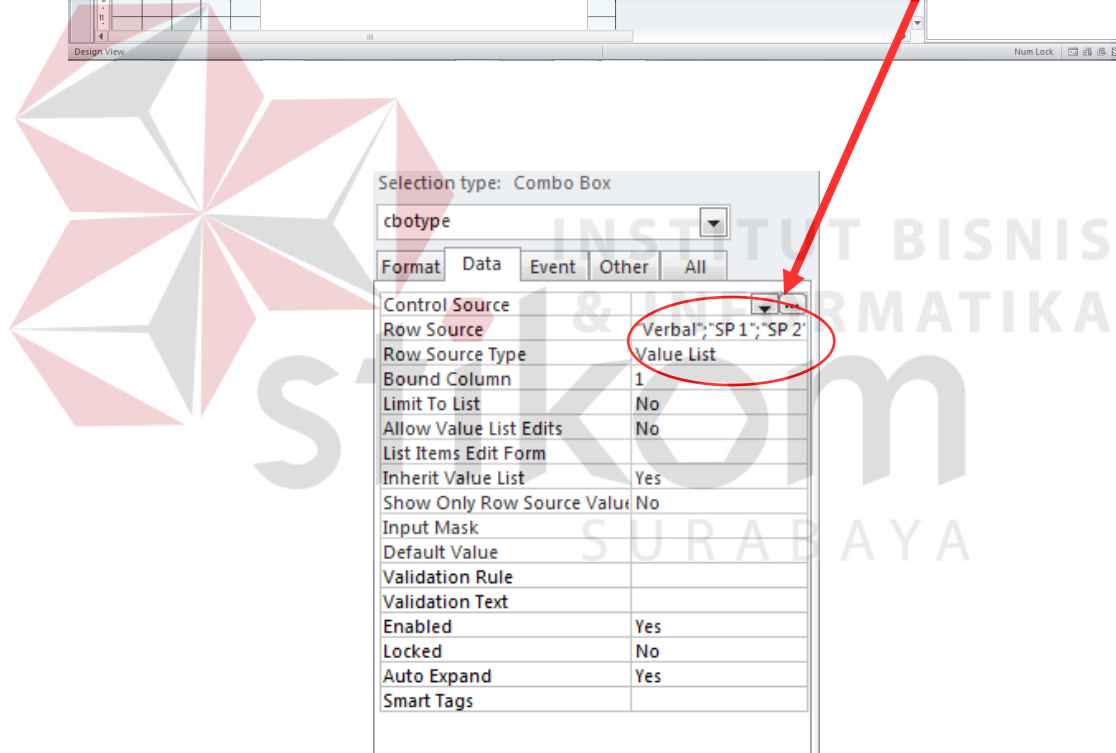 Design View Num Lock
Selection type: Combo Box
cbotype
Format Data Event Other All
Control Source
Row Source "Verbal";"SP 1";"SP 2"
Row Source Type Value List
Bound Column 1
Limit To List No
Allow Value List Edits No
List Items Edit Form
Inherit Value List Yes
Show Only Row Source Value No
Input Mask
Default Value
Validation Rule
Validation Text
Enabled Yes
Locked No
Auto Expand Yes
Smart Tags
INSTITUT BISNIS
& INFORMATIKA
stikom
SURABAYA